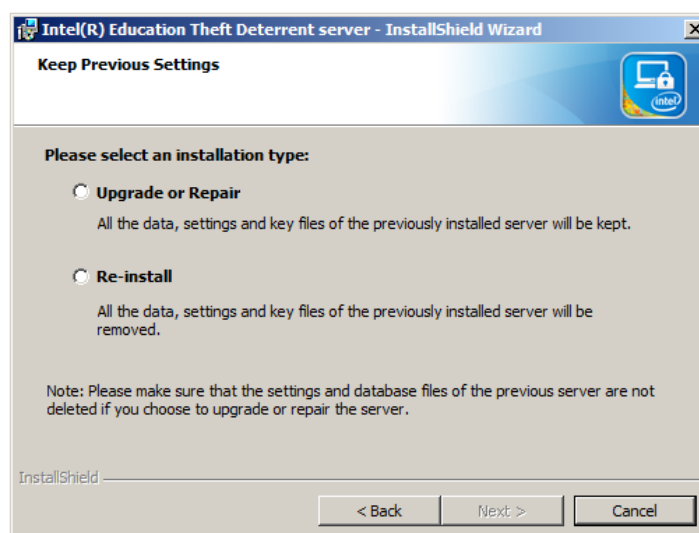 Intel(R) Education Theft Deterrent server - InstallShield Wizard
Keep Previous Settings
intel
Please select an installation type:
Upgrade or Repair
All the data, settings and key files of the previously installed server will be kept.
Re-install
All the data, settings and key files of the previously installed server will be
removed.
Note: Please make sure that the settings and database files of the previous server are not
deleted if you choose to upgrade or repair the server.
InstallShield
< Back
Next >
Cancel